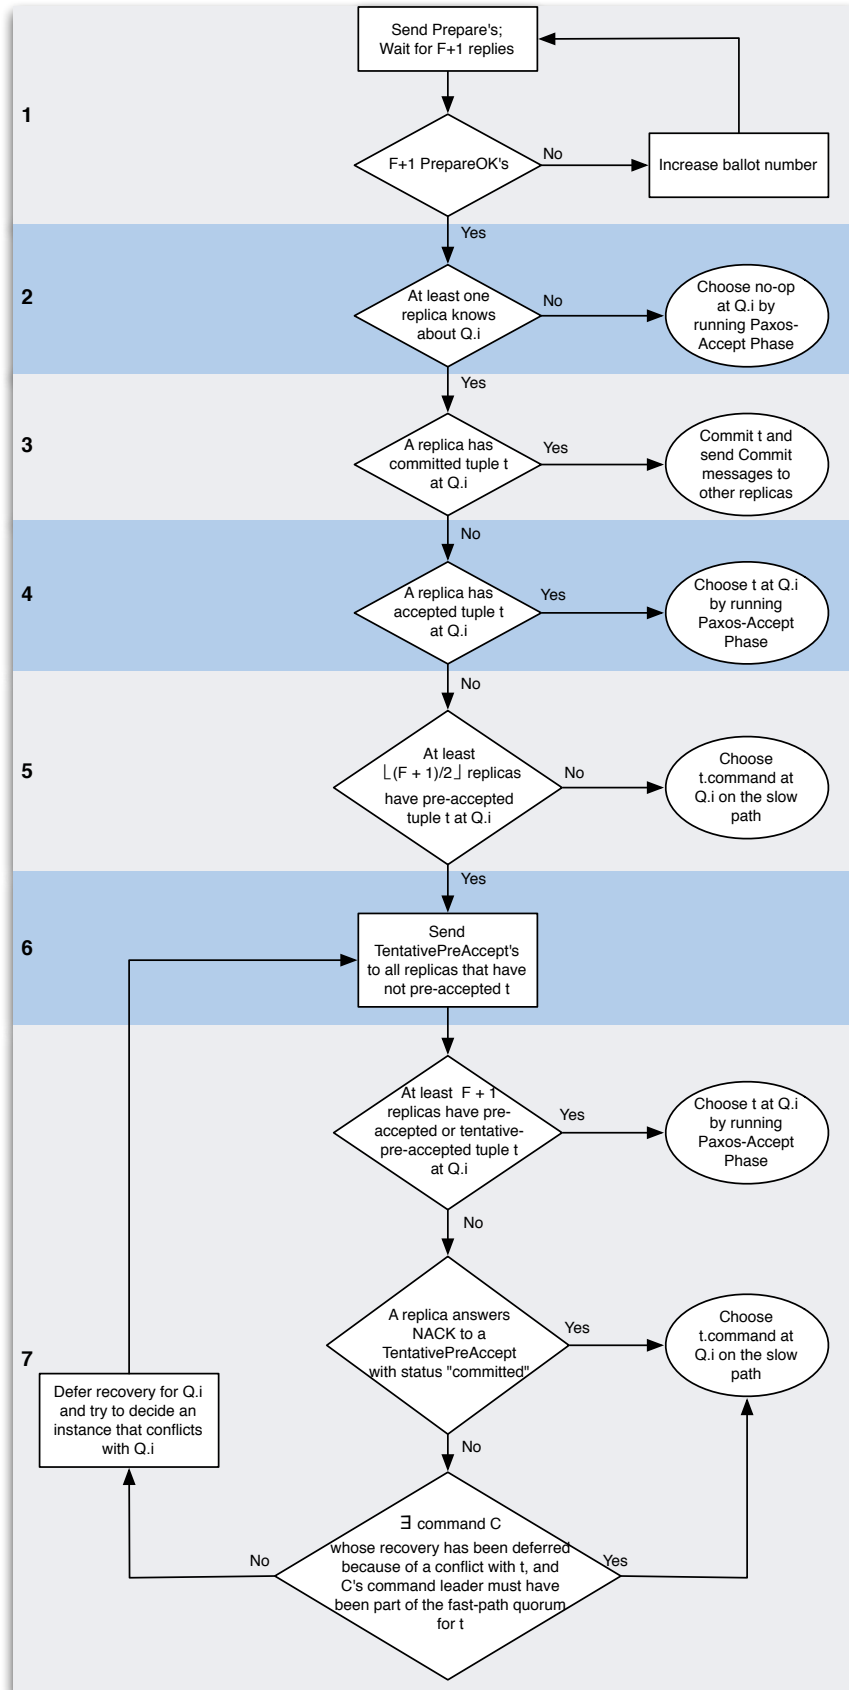 Send Prepare's;
Wait for F+1 replies
1
F+1 PrepareOK's
No
Increase ballot number
Yes
2
At least one
replica knows
about Q.i
No
Choose no-op
at Q.i by
running Paxos-
Accept Phase
Yes
3
A replica has
committed tuple t
at Q.i
Yes
Commit t and
send Commit
messages to
other replicas
No
4
A replica has
accepted tuple t
at Q.i
Yes
Choose t at Q.i
by running
Paxos-Accept
Phase
No
5
At least
⌊(F + 1)/2⌋ replicas
have pre-accepted
tuple t at Q.i
No
Choose
t.command at
Q.i on the slow
path
Yes
6
Send
TentativePreAccept's
to all replicas that have
not pre-accepted t
At least F + 1
replicas have pre-
accepted or tentative-
pre-accepted tuple t
at Q.i
Yes
Choose t at Q.i
by running
Paxos-Accept
Phase
No
7
A replica answers
NACK to a
TentativePreAccept
with status "committed"
Yes
Choose
t.command at
Q.i on the slow
path
Defer recovery for Q.i
and try to decide an
instance that conflicts
with Q.i
No
∃ command C
whose recovery has been deferred
because of a conflict with t, and
C's command leader must have
been part of the fast-path quorum
for t
No
Yes